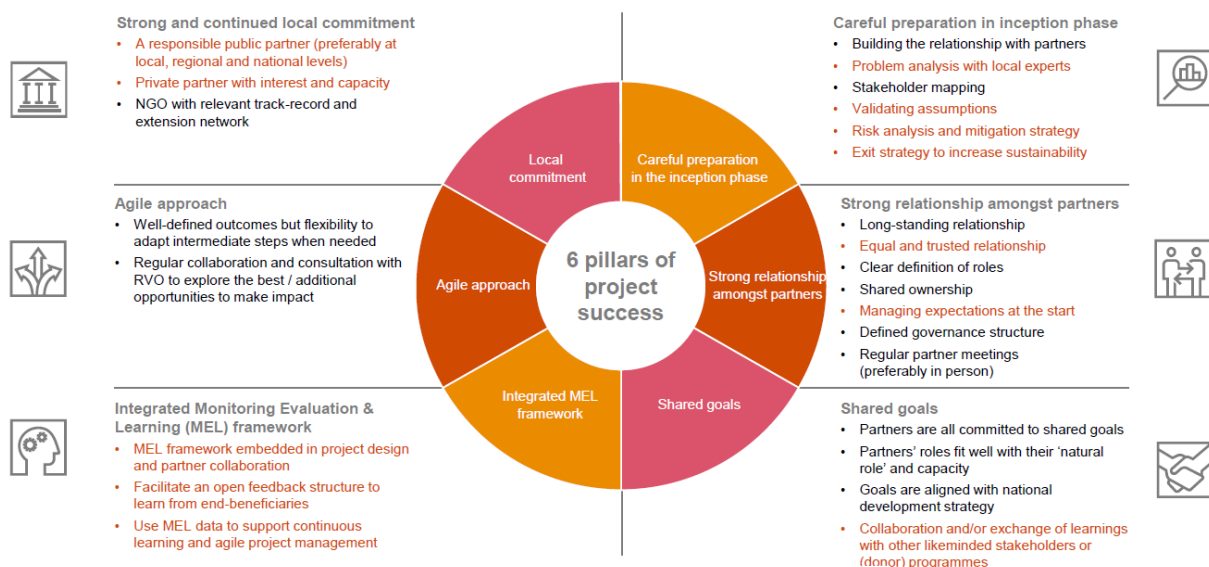 Strong and continued local commitment
• A responsible public partner (preferably at
local, regional and national levels)
• Private partner with interest and capacity
• NGO with relevant track-record and
extension network
Careful preparation in inception phase
• Building the relationship with partners
• Problem analysis with local experts
• Stakeholder mapping
• Validating assumptions
• Risk analysis and mitigation strategy
• Exit strategy to increase sustainability
Agile approach
• Well-defined outcomes but flexibility to
adapt intermediate steps when needed
• Regular collaboration and consultation with
RVO to explore the best / additional
opportunities to make impact
Local
commitment
Careful preparation
in the inception phase
Agile approach
6 pillars of
project
success
Strong relationship
amongst partners
Integrated MEL
framework
Shared goals
Strong relationship amongst partners
• Long-standing relationship
• Equal and trusted relationship
• Clear definition of roles
• Shared ownership
• Managing expectations at the start
• Defined governance structure
• Regular partner meetings
(preferably in person)
Integrated Monitoring Evaluation &
Learning (MEL) framework
• MEL framework embedded in project design
and partner collaboration
• Facilitate an open feedback structure to
learn from end-beneficiaries
• Use MEL data to support continuous
learning and agile project management
Shared goals
• Partners are all committed to shared goals
• Partners' roles fit well with their 'natural
role' and capacity
• Goals are aligned with national
development strategy
• Collaboration and/or exchange of learnings
with other likeminded stakeholders or
(donor) programmes